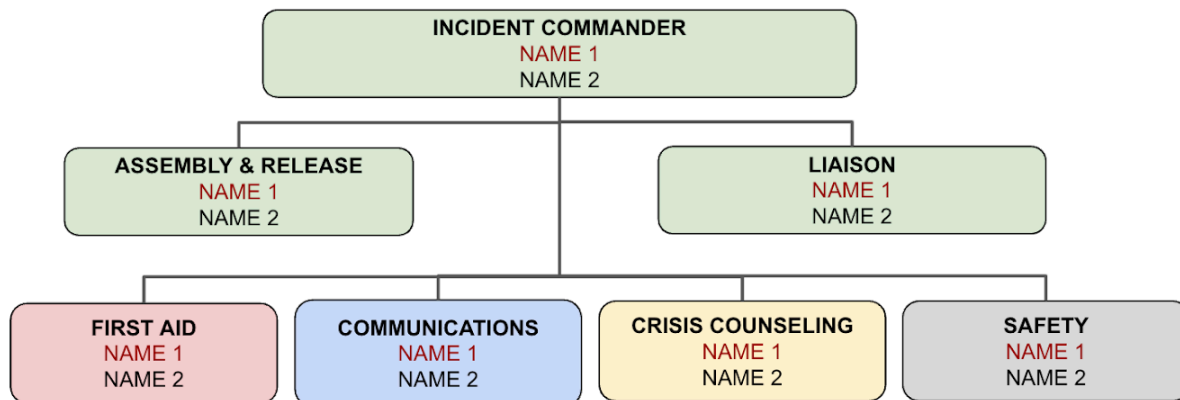 INCIDENT COMMANDER
NAME 1
NAME 2
ASSEMBLY & RELEASE
NAME 1
NAME 2
LIAISON
NAME 1
NAME 2
FIRST AID
NAME 1
NAME 2
COMMUNICATIONS
NAME 1
NAME 2
CRISIS COUNSELING
NAME 1
NAME 2
SAFETY
NAME 1
NAME 2